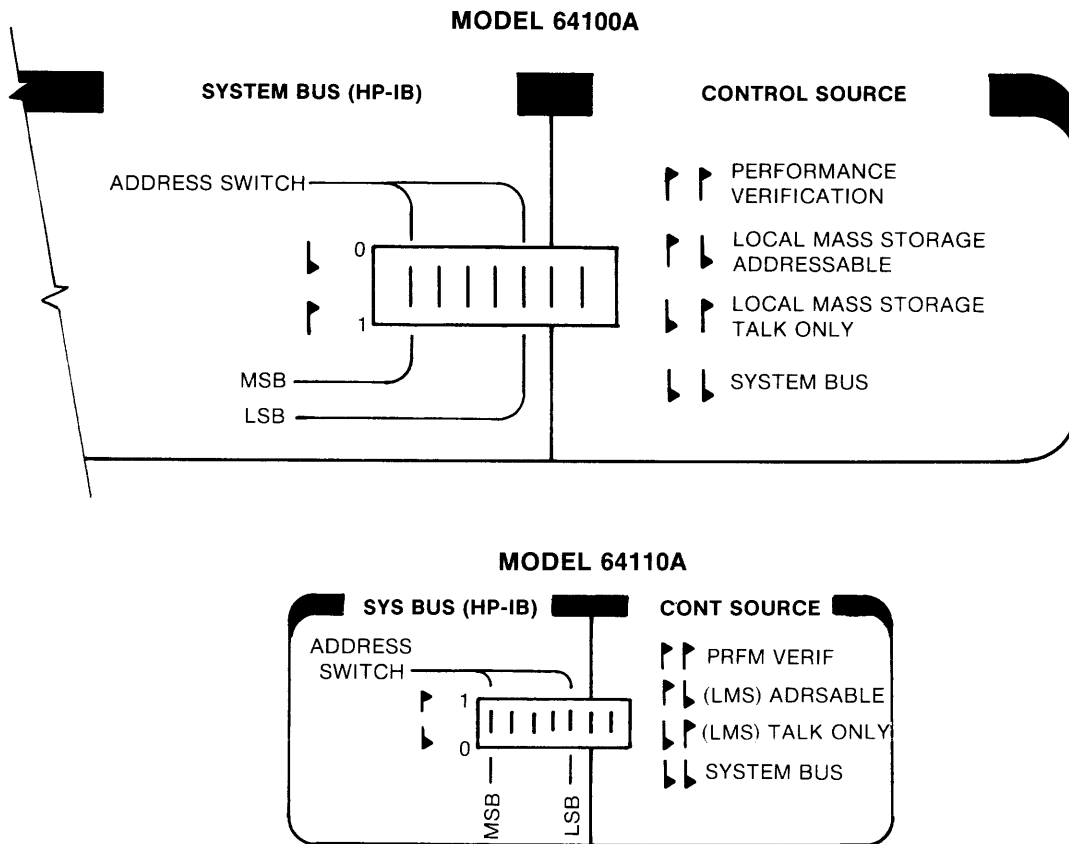 MODEL 64100A
SYSTEM BUS (HP-IB)
CONTROL SOURCE
ADDRESS SWITCH
0
1
MSB
LSB
PERFORMANCE
VERIFICATION
LOCAL MASS STORAGE
ADDRESSABLE
LOCAL MASS STORAGE
TALK ONLY
SYSTEM BUS
MODEL 64110A
SYS BUS (HP-IB)
CONT SOURCE
ADDRESS
SWITCH
1
0
MSB
LSB
PRFM VERIF
(LMS) ADRSABLE
(LMS) TALK ONLY
SYSTEM BUS